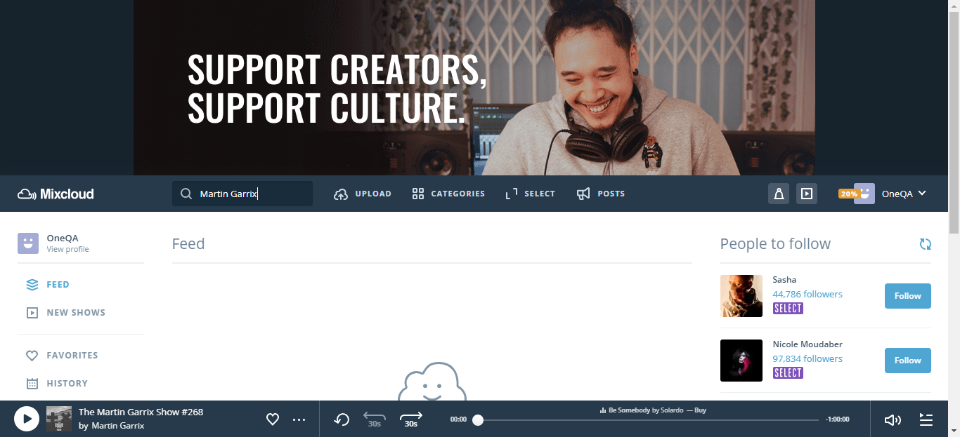 SUPPORT CREATORS,
SUPPORT CULTURE.
Mixcloud
Martin Garrix
UPLOAD
CATEGORIES
SELECT
POSTS
20%
OneQA
OneQA
View profile
FEED
NEW SHOWS
FAVORITES
HISTORY
Feed
People to follow
Sasha
44,786 followers
SELECT
Follow
Nicole Moudaber
97,834 followers
SELECT
Follow
The Martin Garrix Show #268
by Martin Garrix
30s
30s
00:00
Be Somebody by Solardo — Buy
-1:00:00